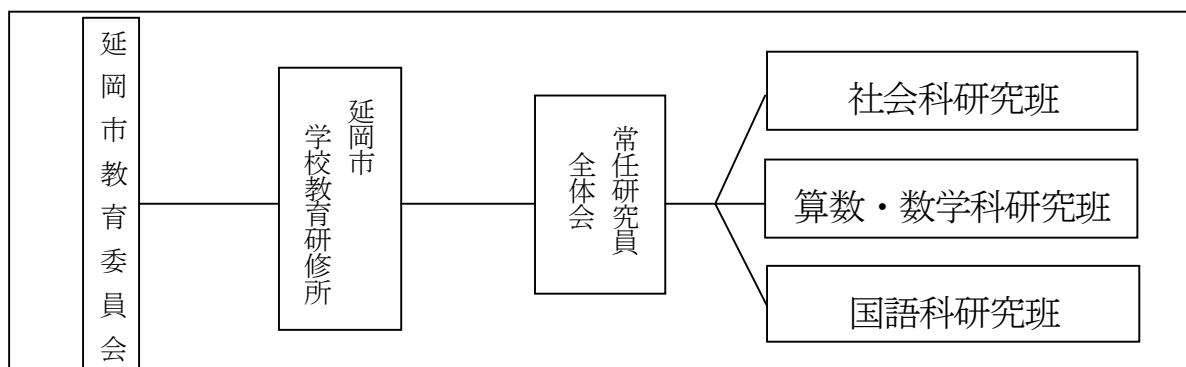 延岡市教育委員会
延岡市
学校教育研修所
常任研究員
全体会
社会科研究班
算数・数学科研究班
国語科研究班